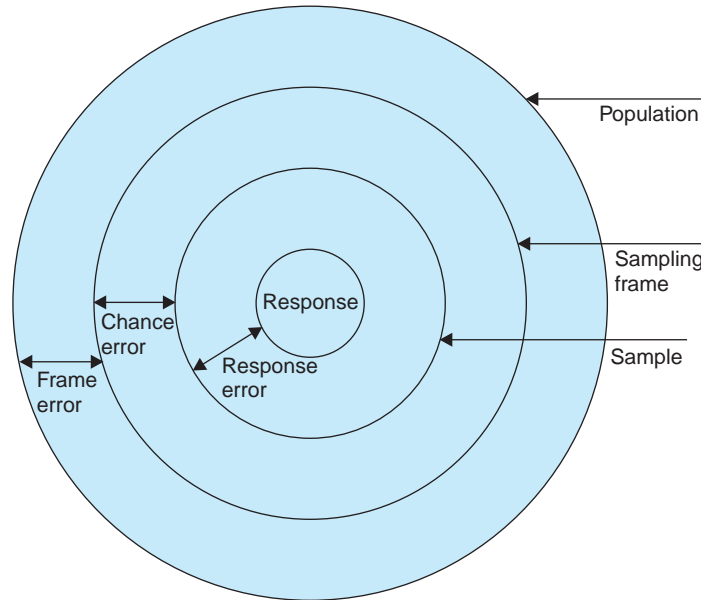 Population
Sampling
frame
Response
Chance
error
Sample
Response
error
Frame
error